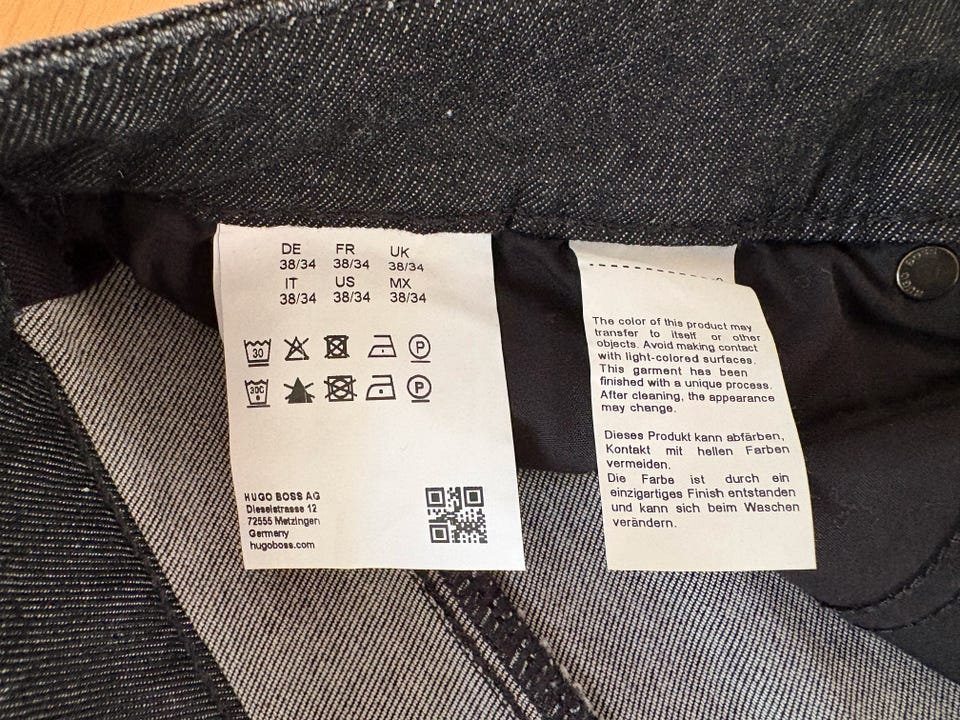 DE FR UK
38/34 38/34 38/34
IT US MX
38/34 38/34 38/34
30 P
30C P
HUGO BOSS AG
Dieselstrasse 12
72555 Metzingen
Germany
hugoboss.com
The color of this product may
transfer to itself or other
objects. Avoid making contact
with light-colored surfaces.
This garment has been
finished with a unique process.
After cleaning, the appearance
may change.
Dieses Produkt kann abfärben,
Kontakt mit hellen Farben
vermeiden.
Die Farbe ist durch ein
einzigartiges Finish entstanden
und kann sich beim Waschen
verändern.